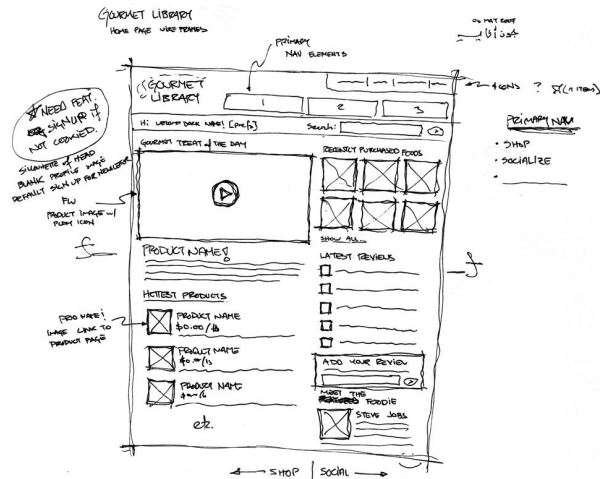 GOURMET LIBRARY
HOME PAGE WIREFRAMES
PRIMARY
NAV ELEMENTS
GOURMET
LIBRARY
1 2 3
ICONS ?
PRIMARY NAV
• SHOP
• SOCIALIZE
NEED FEAT.
SIGNUP if
NOT COOKIED.
SILHOUETTE of HEAD
BLANK PROFILE IMAGE
DEFAULT SIGN UP FOR NEWSLETTER
Hi WELCOME BACK NAME!
Search:
GOURMET TREAT of THE DAY
RECENTLY PURCHASED FOODS
PRODUCT IMAGE w/
PLAY ICON
SHOW ALL...
f
f
PRODUCT NAME!
LATEST REVIEWS
HOTTEST PRODUCTS
IMAGE LINK TO
PRODUCT PAGE
PRODUCT NAME
$0.00/lb
PRODUCT NAME
PRODUCT NAME
etc.
ADD YOUR REVIEW
MEET THE
FOODIE
STEVE JOBS
SHOP | SOCIAL